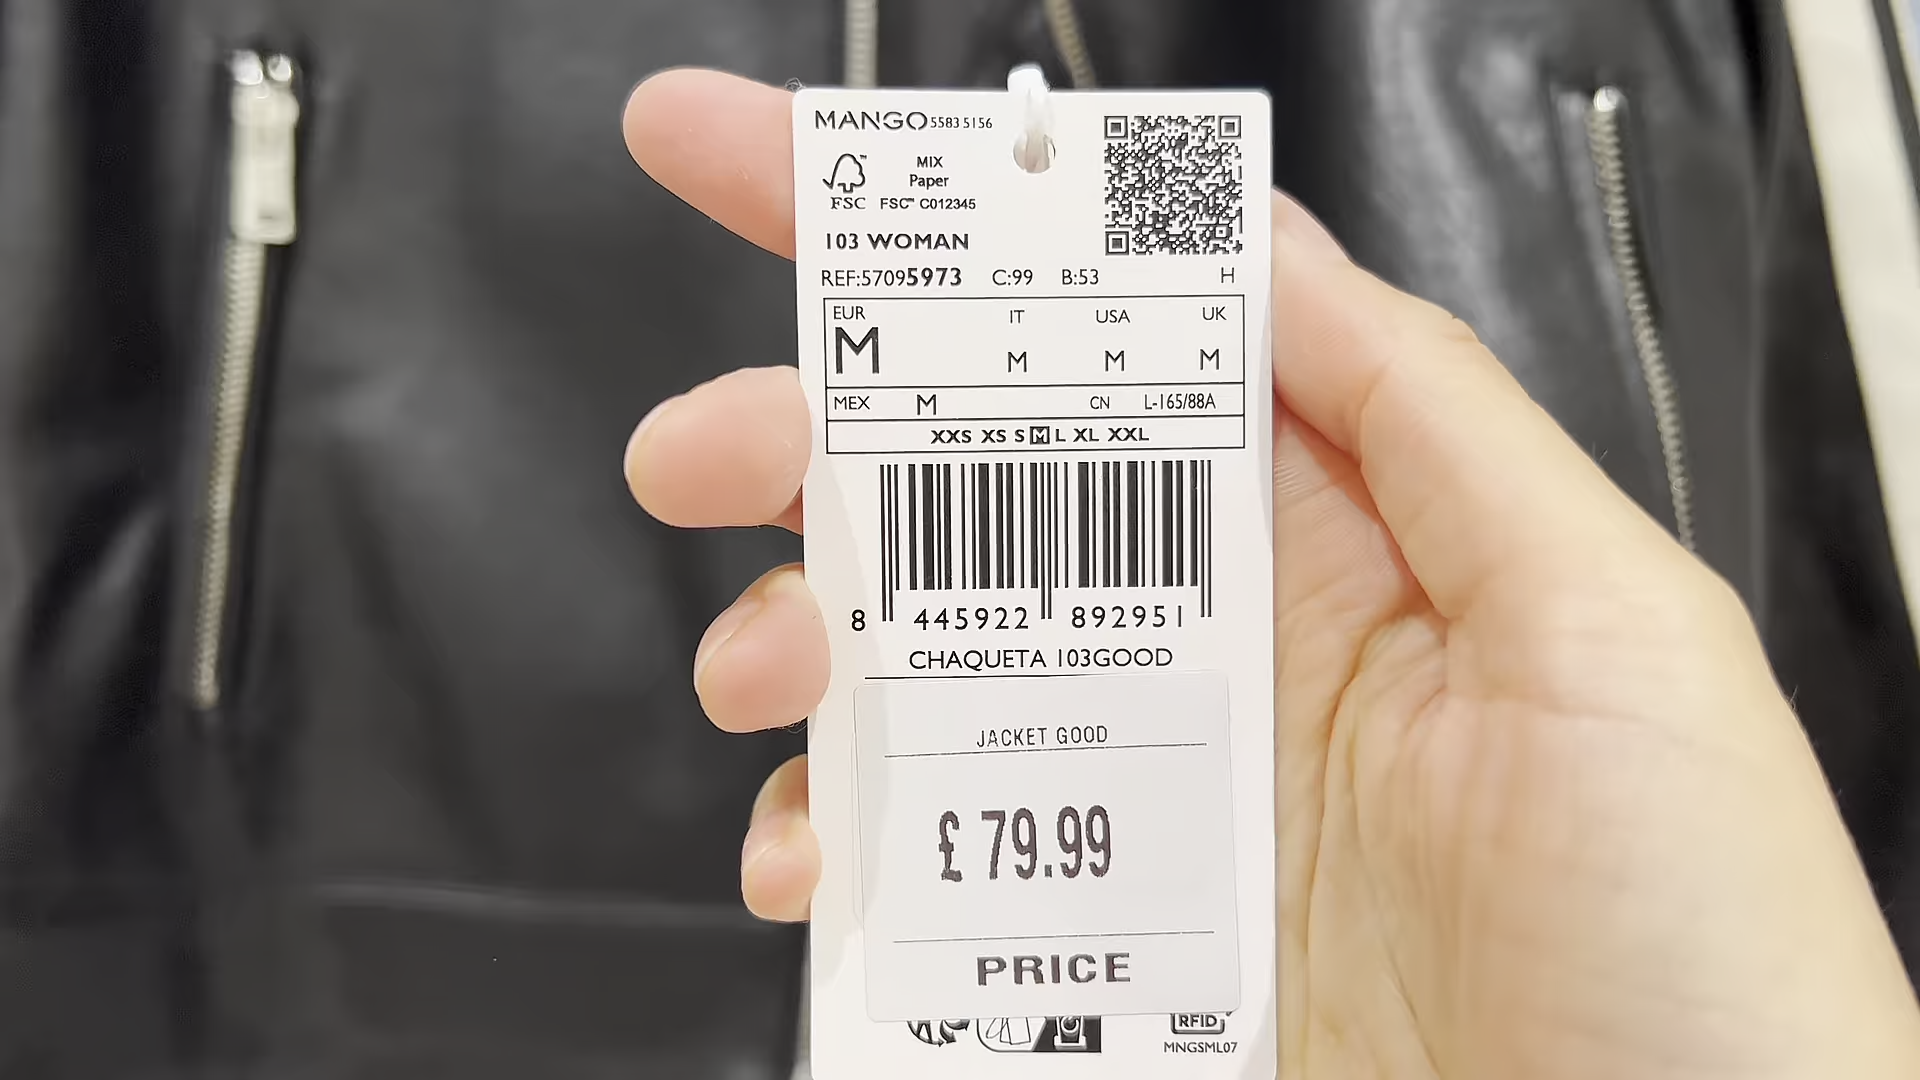 MANGO 5583 5156
MIX
Paper
FSC FSC™ C012345
103 WOMAN
REF:57095973 C:99 B:53 H
EUR IT USA UK
M M M M
MEX M CN L-165/88A
XXS XS S M L XL XXL
8 445922 892951
CHAQUETA 103GOOD
JACKET GOOD
£ 79.99
PRICE
RFID
MNGSML07